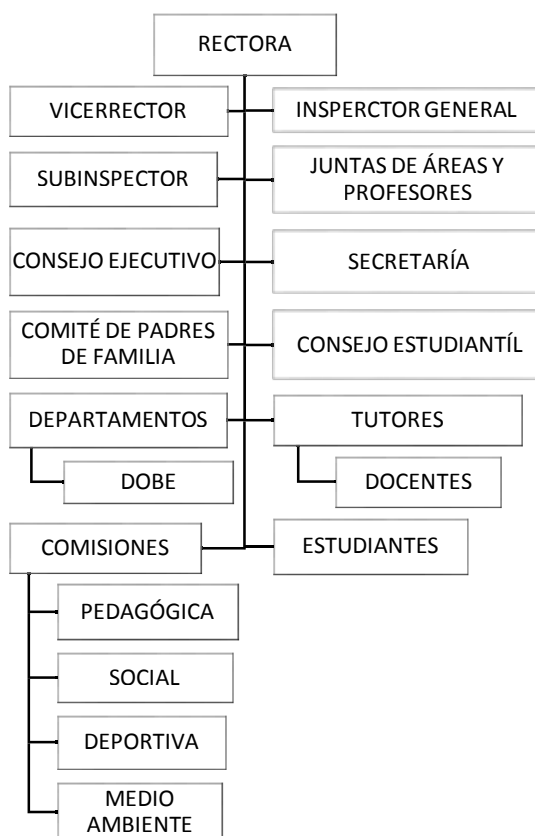 RECTORA
VICERRECTOR
INSPERCTOR GENERAL
SUBINSPECTOR
JUNTAS DE ÁREAS Y
PROFESORES
CONSEJO EJECUTIVO
SECRETARÍA
COMITÉ DE PADRES
DE FAMILIA
CONSEJO ESTUDIANTÍL
DEPARTAMENTOS
TUTORES
DOBE
DOCENTES
COMISIONES
ESTUDIANTES
PEDAGÓGICA
SOCIAL
DEPORTIVA
MEDIO
AMBIENTE